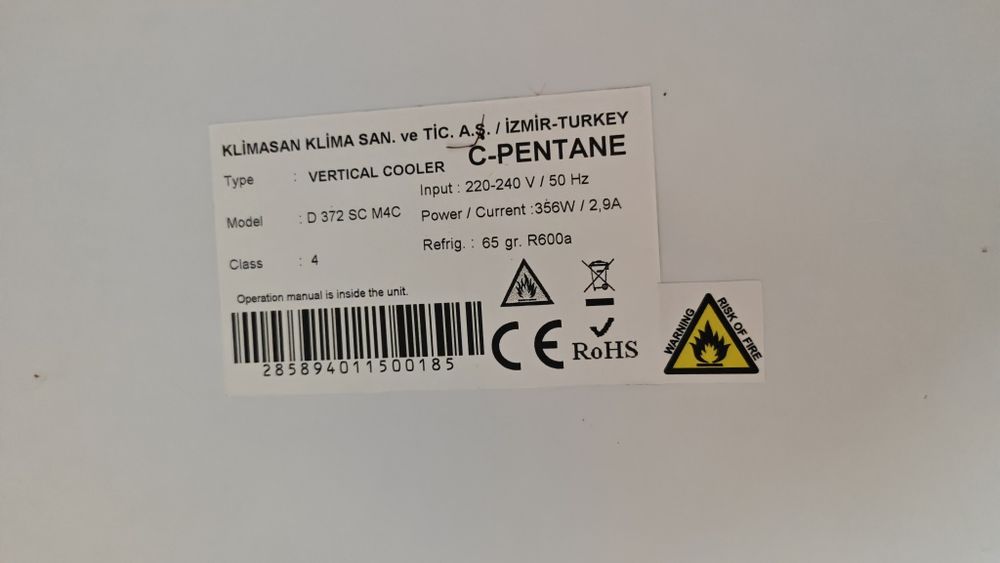 KLİMASAN KLİMA SAN. ve TİC. A.Ş. / İZMİR-TURKEY
C-PENTANE
Type : VERTICAL COOLER
Input : 220-240 V / 50 Hz
Model : D 372 SC M4C
Power / Current :356W / 2,9A
Refrig. : 65 gr. R600a
Class : 4
Operation manual is inside the unit.
285894011500185
CE
RoHS
WARNING
RISK OF FIRE